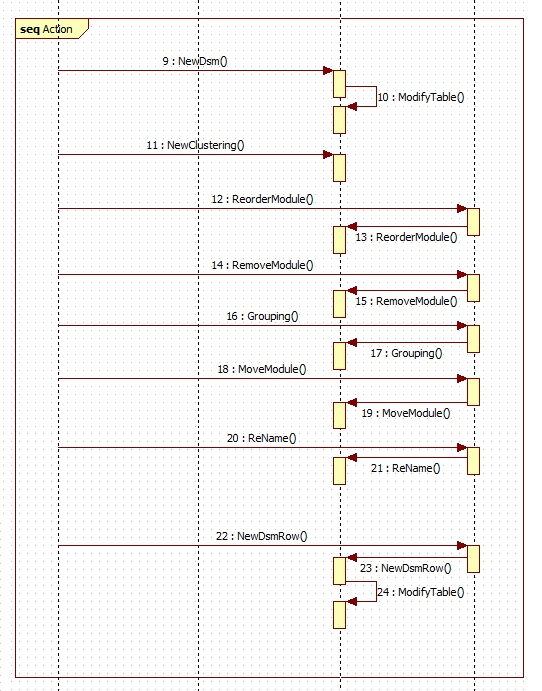 seq Action
9 : NewDsm()
10 : ModifyTable()
11 : NewClustering()
12 : ReorderModule()
13 : ReorderModule()
14 : RemoveModule()
15 : RemoveModule()
16 : Grouping()
17 : Grouping()
18 : MoveModule()
19 : MoveModule()
20 : ReName()
21 : ReName()
22 : NewDsmRow()
23 : NewDsmRow()
24 : ModifyTable()